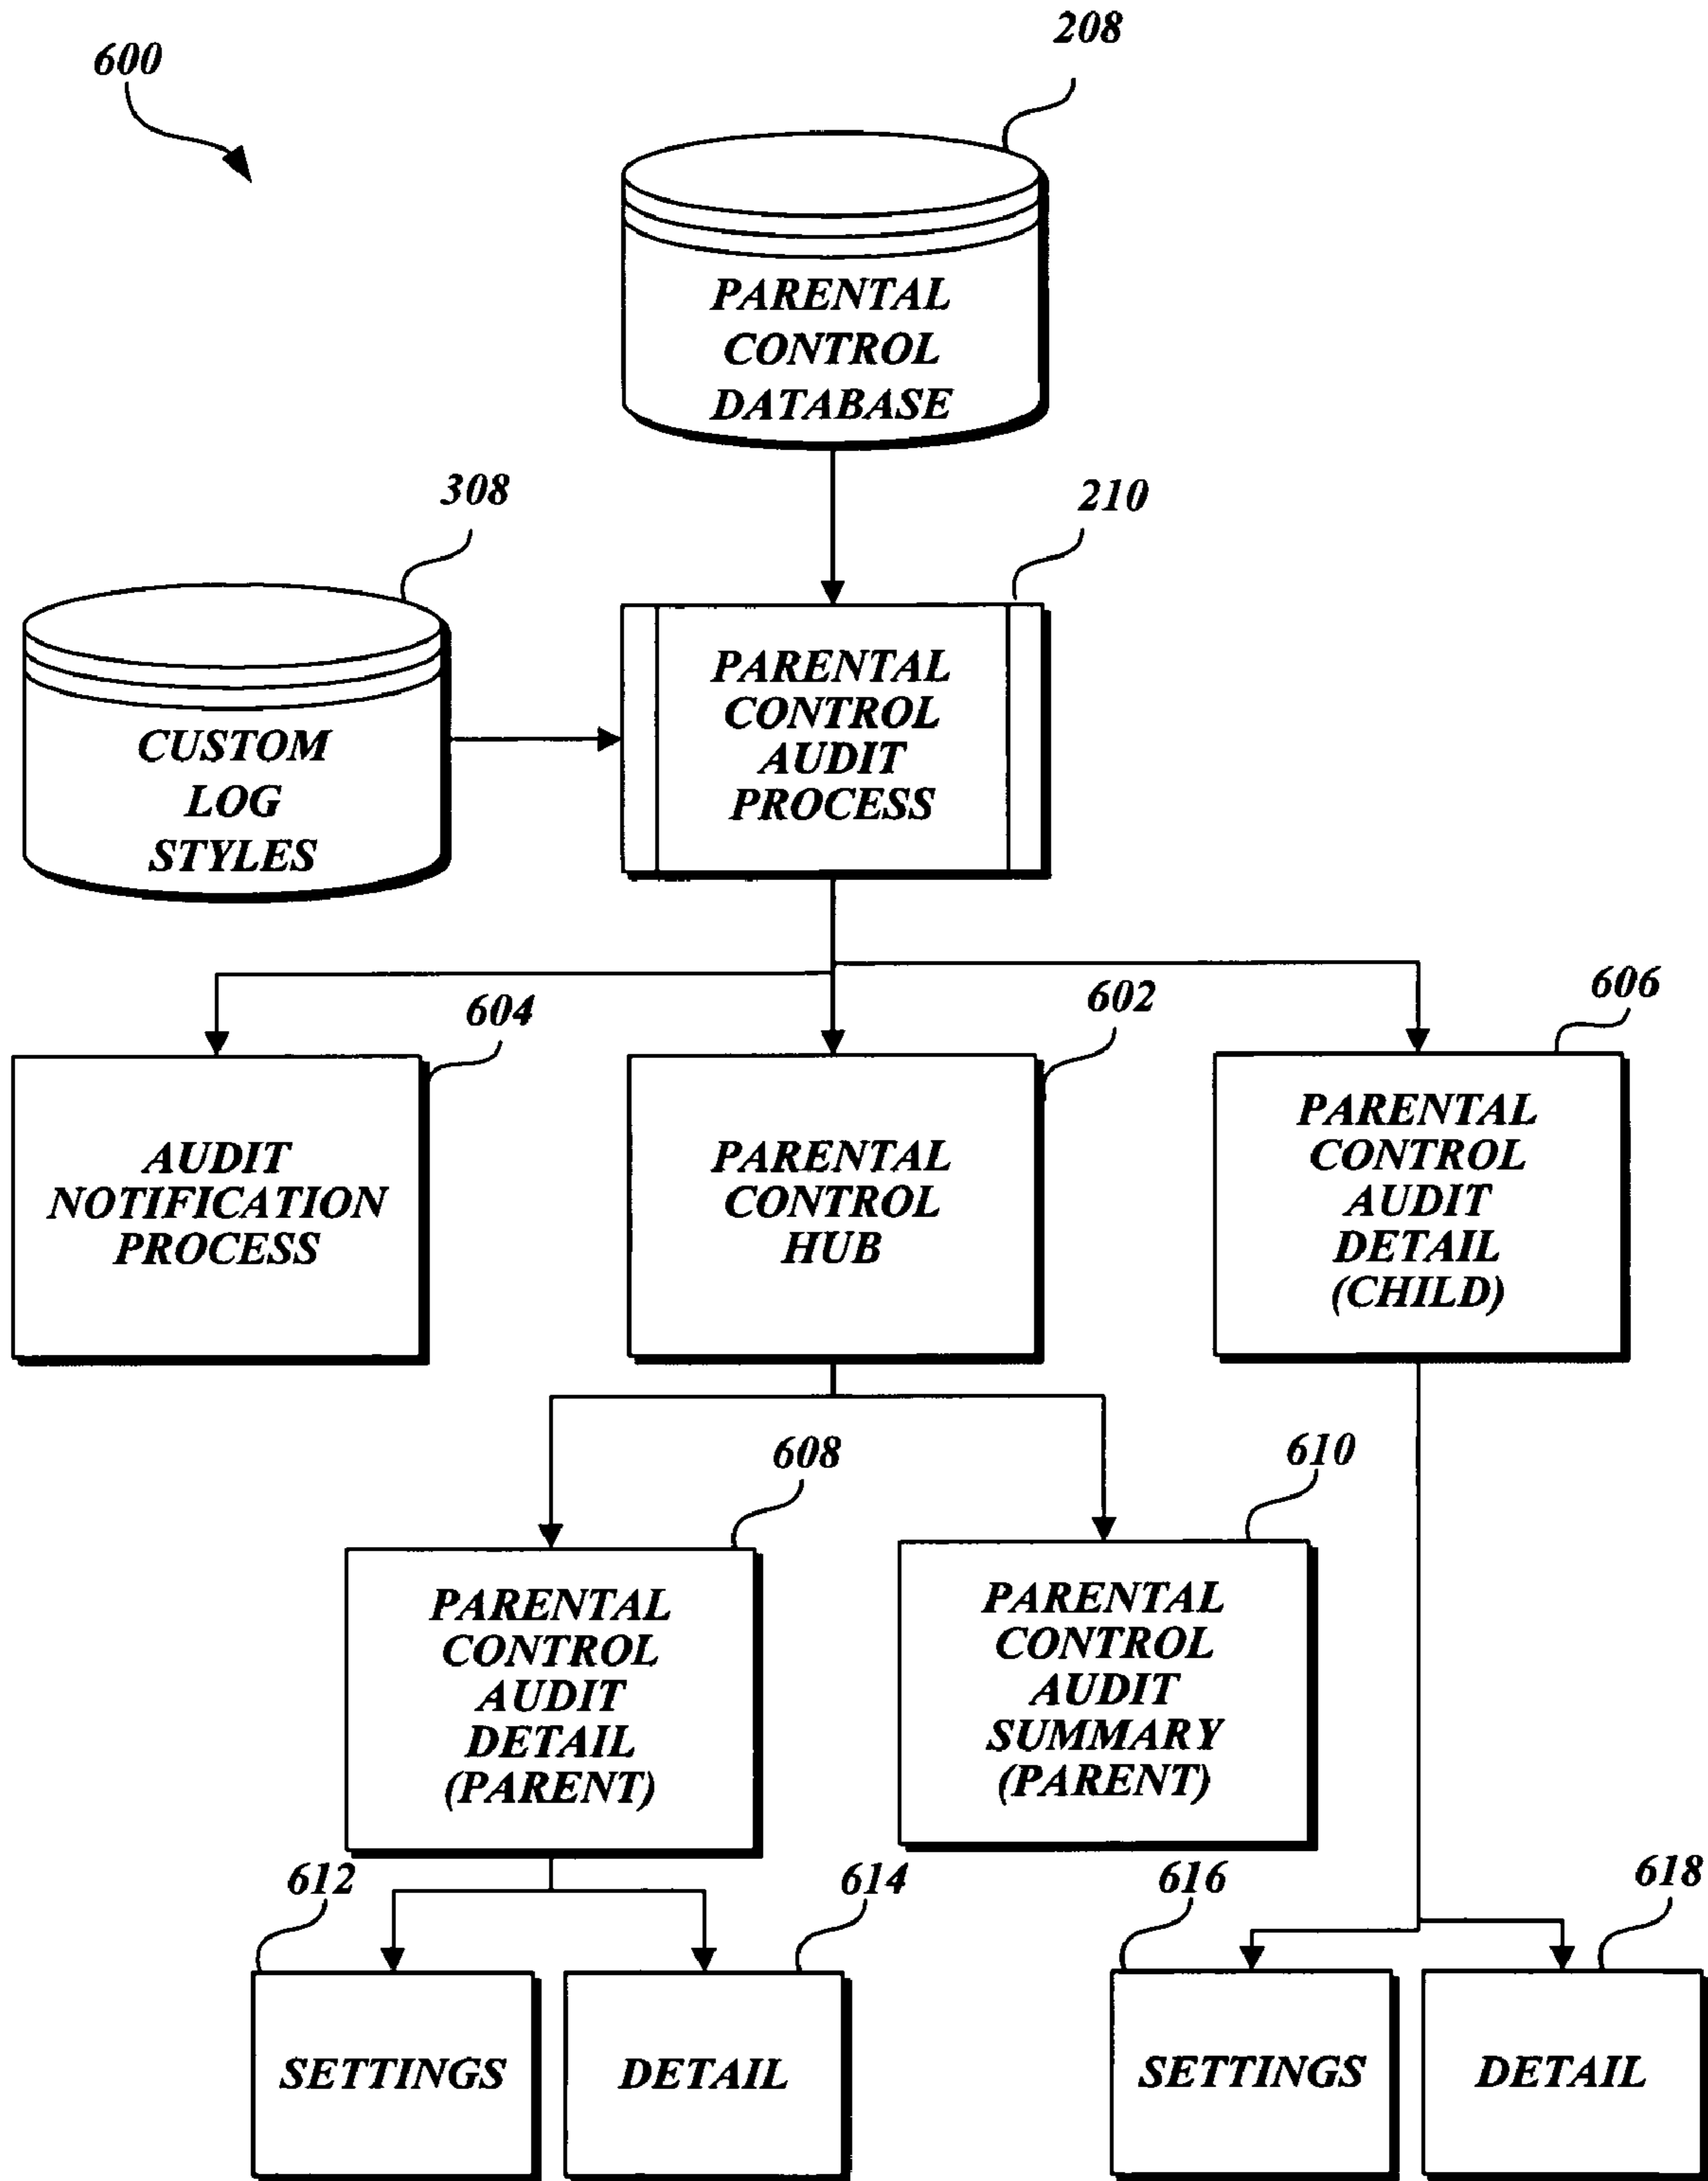 600
208
PARENTAL
CONTROL
DATABASE
308
210
CUSTOM
LOG
STYLES
PARENTAL
CONTROL
AUDIT
PROCESS
604
602
606
AUDIT
NOTIFICATION
PROCESS
PARENTAL
CONTROL
HUB
PARENTAL
CONTROL
AUDIT
DETAIL
(CHILD)
608
610
PARENTAL
CONTROL
AUDIT
DETAIL
(PARENT)
PARENTAL
CONTROL
AUDIT
SUMMARY
(PARENT)
612
614
616
618
SETTINGS
DETAIL
SETTINGS
DETAIL